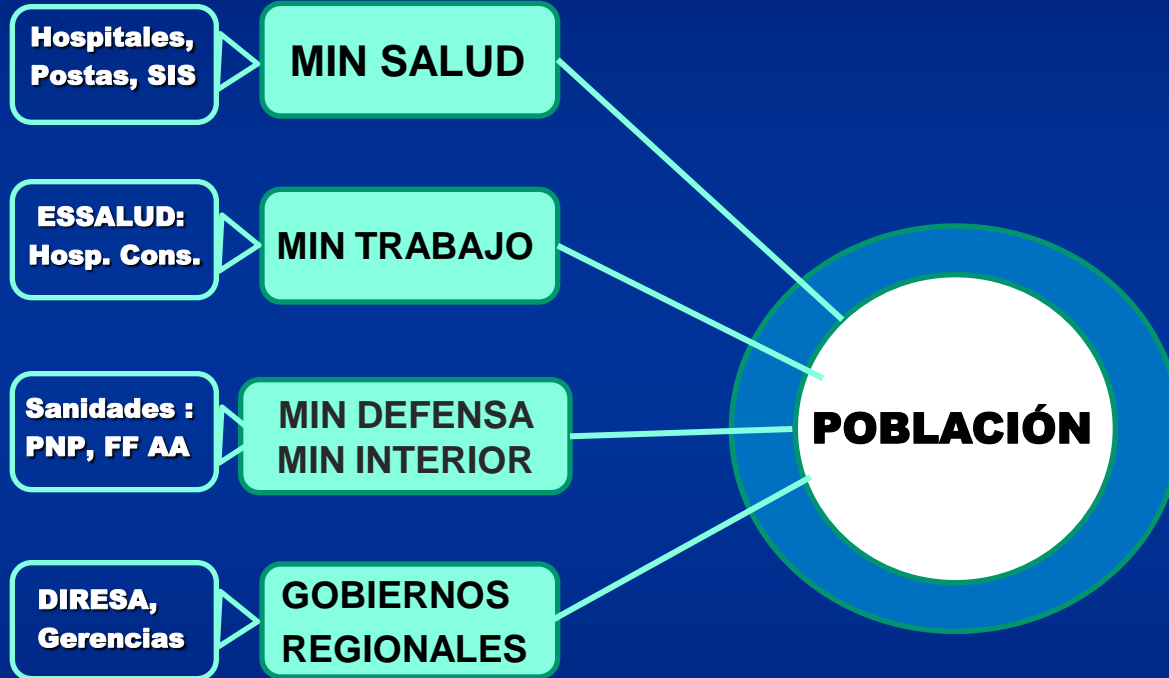 Hospitales,
Postas, SIS
MIN SALUD
ESSALUD:
Hosp. Cons.
MIN TRABAJO
Sanidades :
PNP, FF AA
MIN DEFENSA
MIN INTERIOR
DIRESA,
Gerencias
GOBIERNOS
REGIONALES
POBLACIÓN